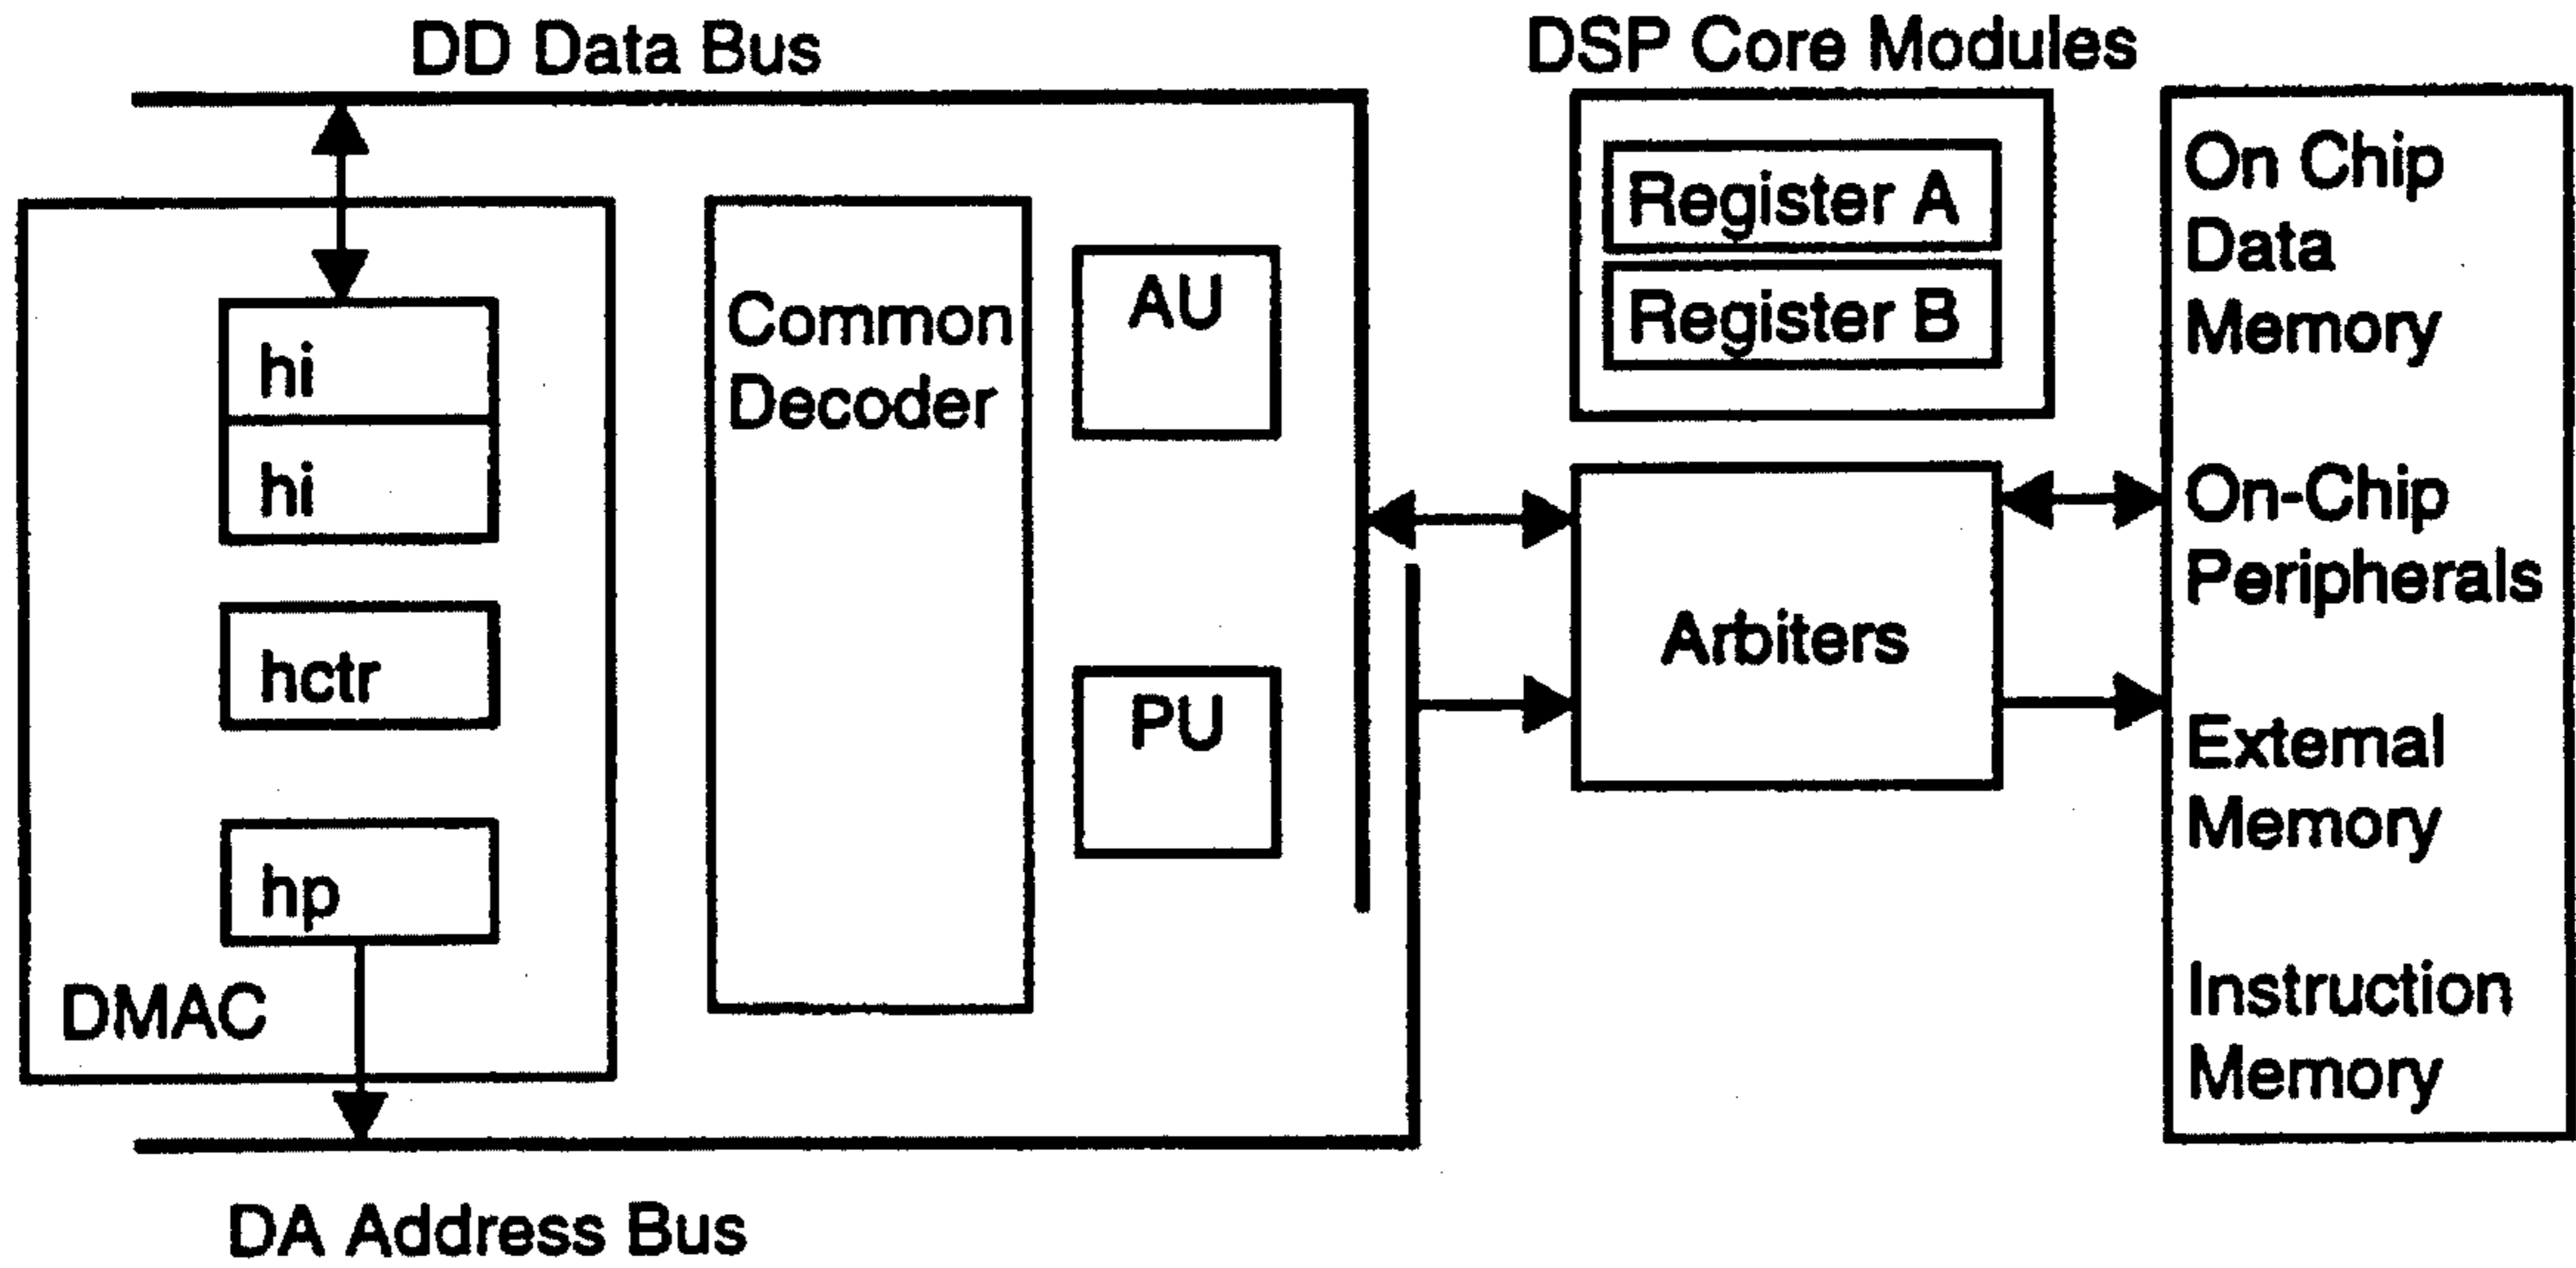 DD Data Bus
DSP Core Modules
hi
hi
hctr
hp
DMAC
Common
Decoder
AU
PU
Register A
Register B
Arbiters
On Chip
Data
Memory
On-Chip
Peripherals
External
Memory
Instruction
Memory
DA Address Bus